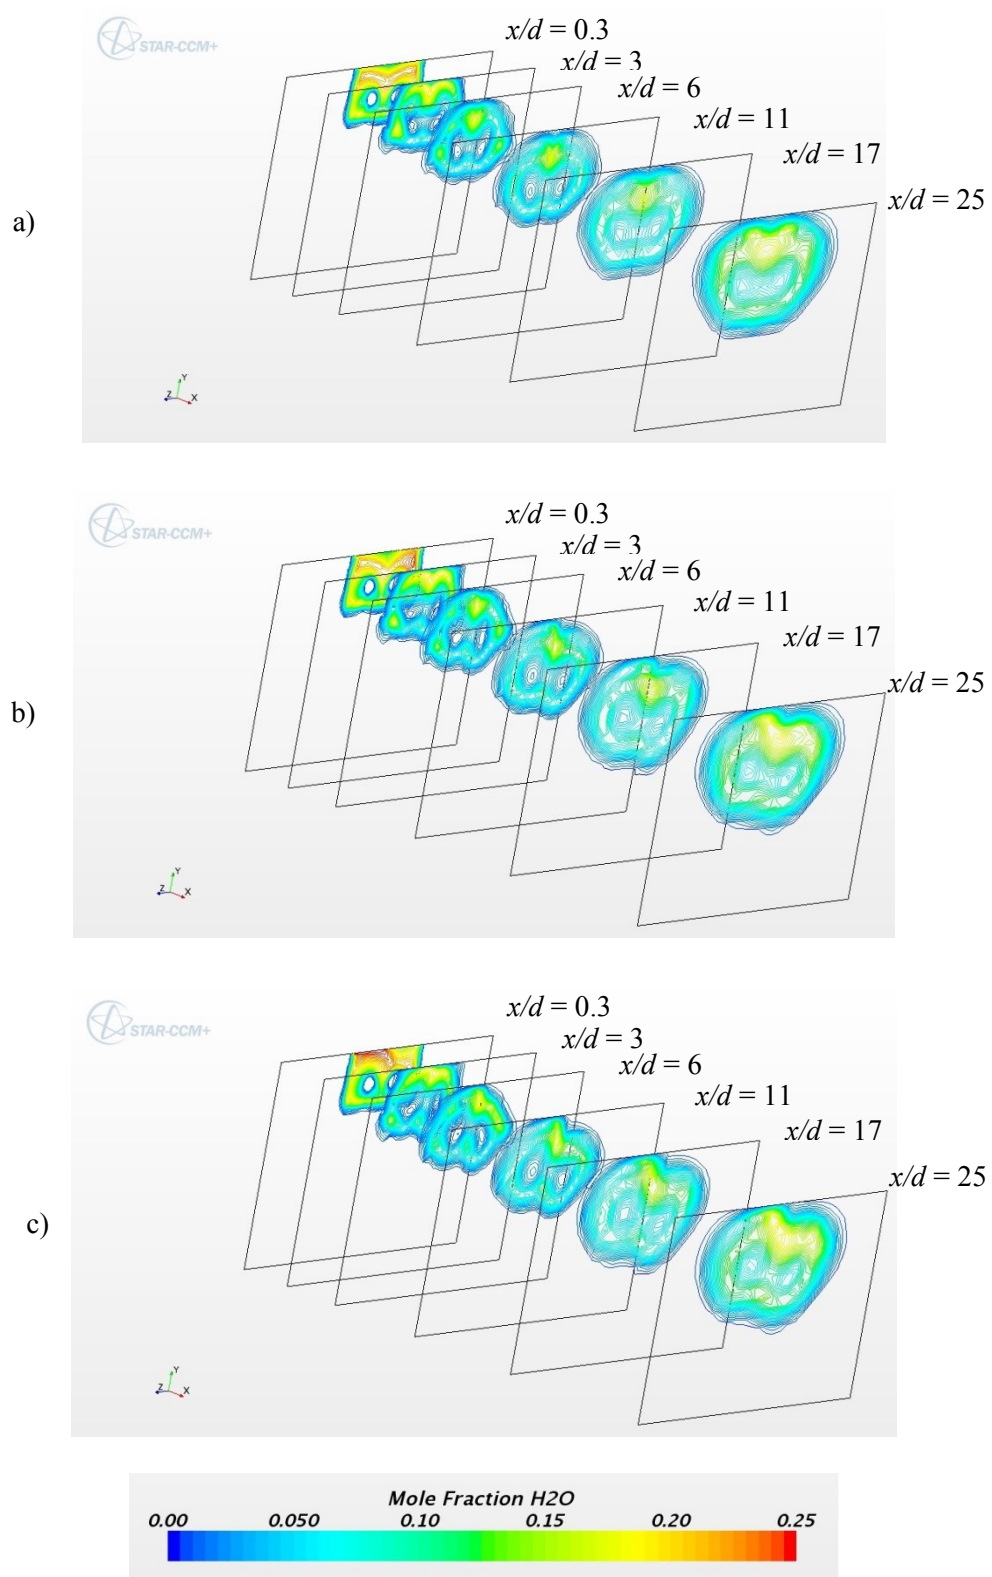 STAR-CCM+
x/d = 0.3
x/d = 3
x/d = 6
x/d = 11
x/d = 17
x/d = 25
a)
Y
Z X
STAR-CCM+
x/d = 0.3
x/d = 3
x/d = 6
x/d = 11
x/d = 17
x/d = 25
b)
Y
Z X
STAR-CCM+
x/d = 0.3
x/d = 3
x/d = 6
x/d = 11
x/d = 17
x/d = 25
c)
Y
Z X
Mole Fraction H2O
0.00 0.050 0.10 0.15 0.20 0.25